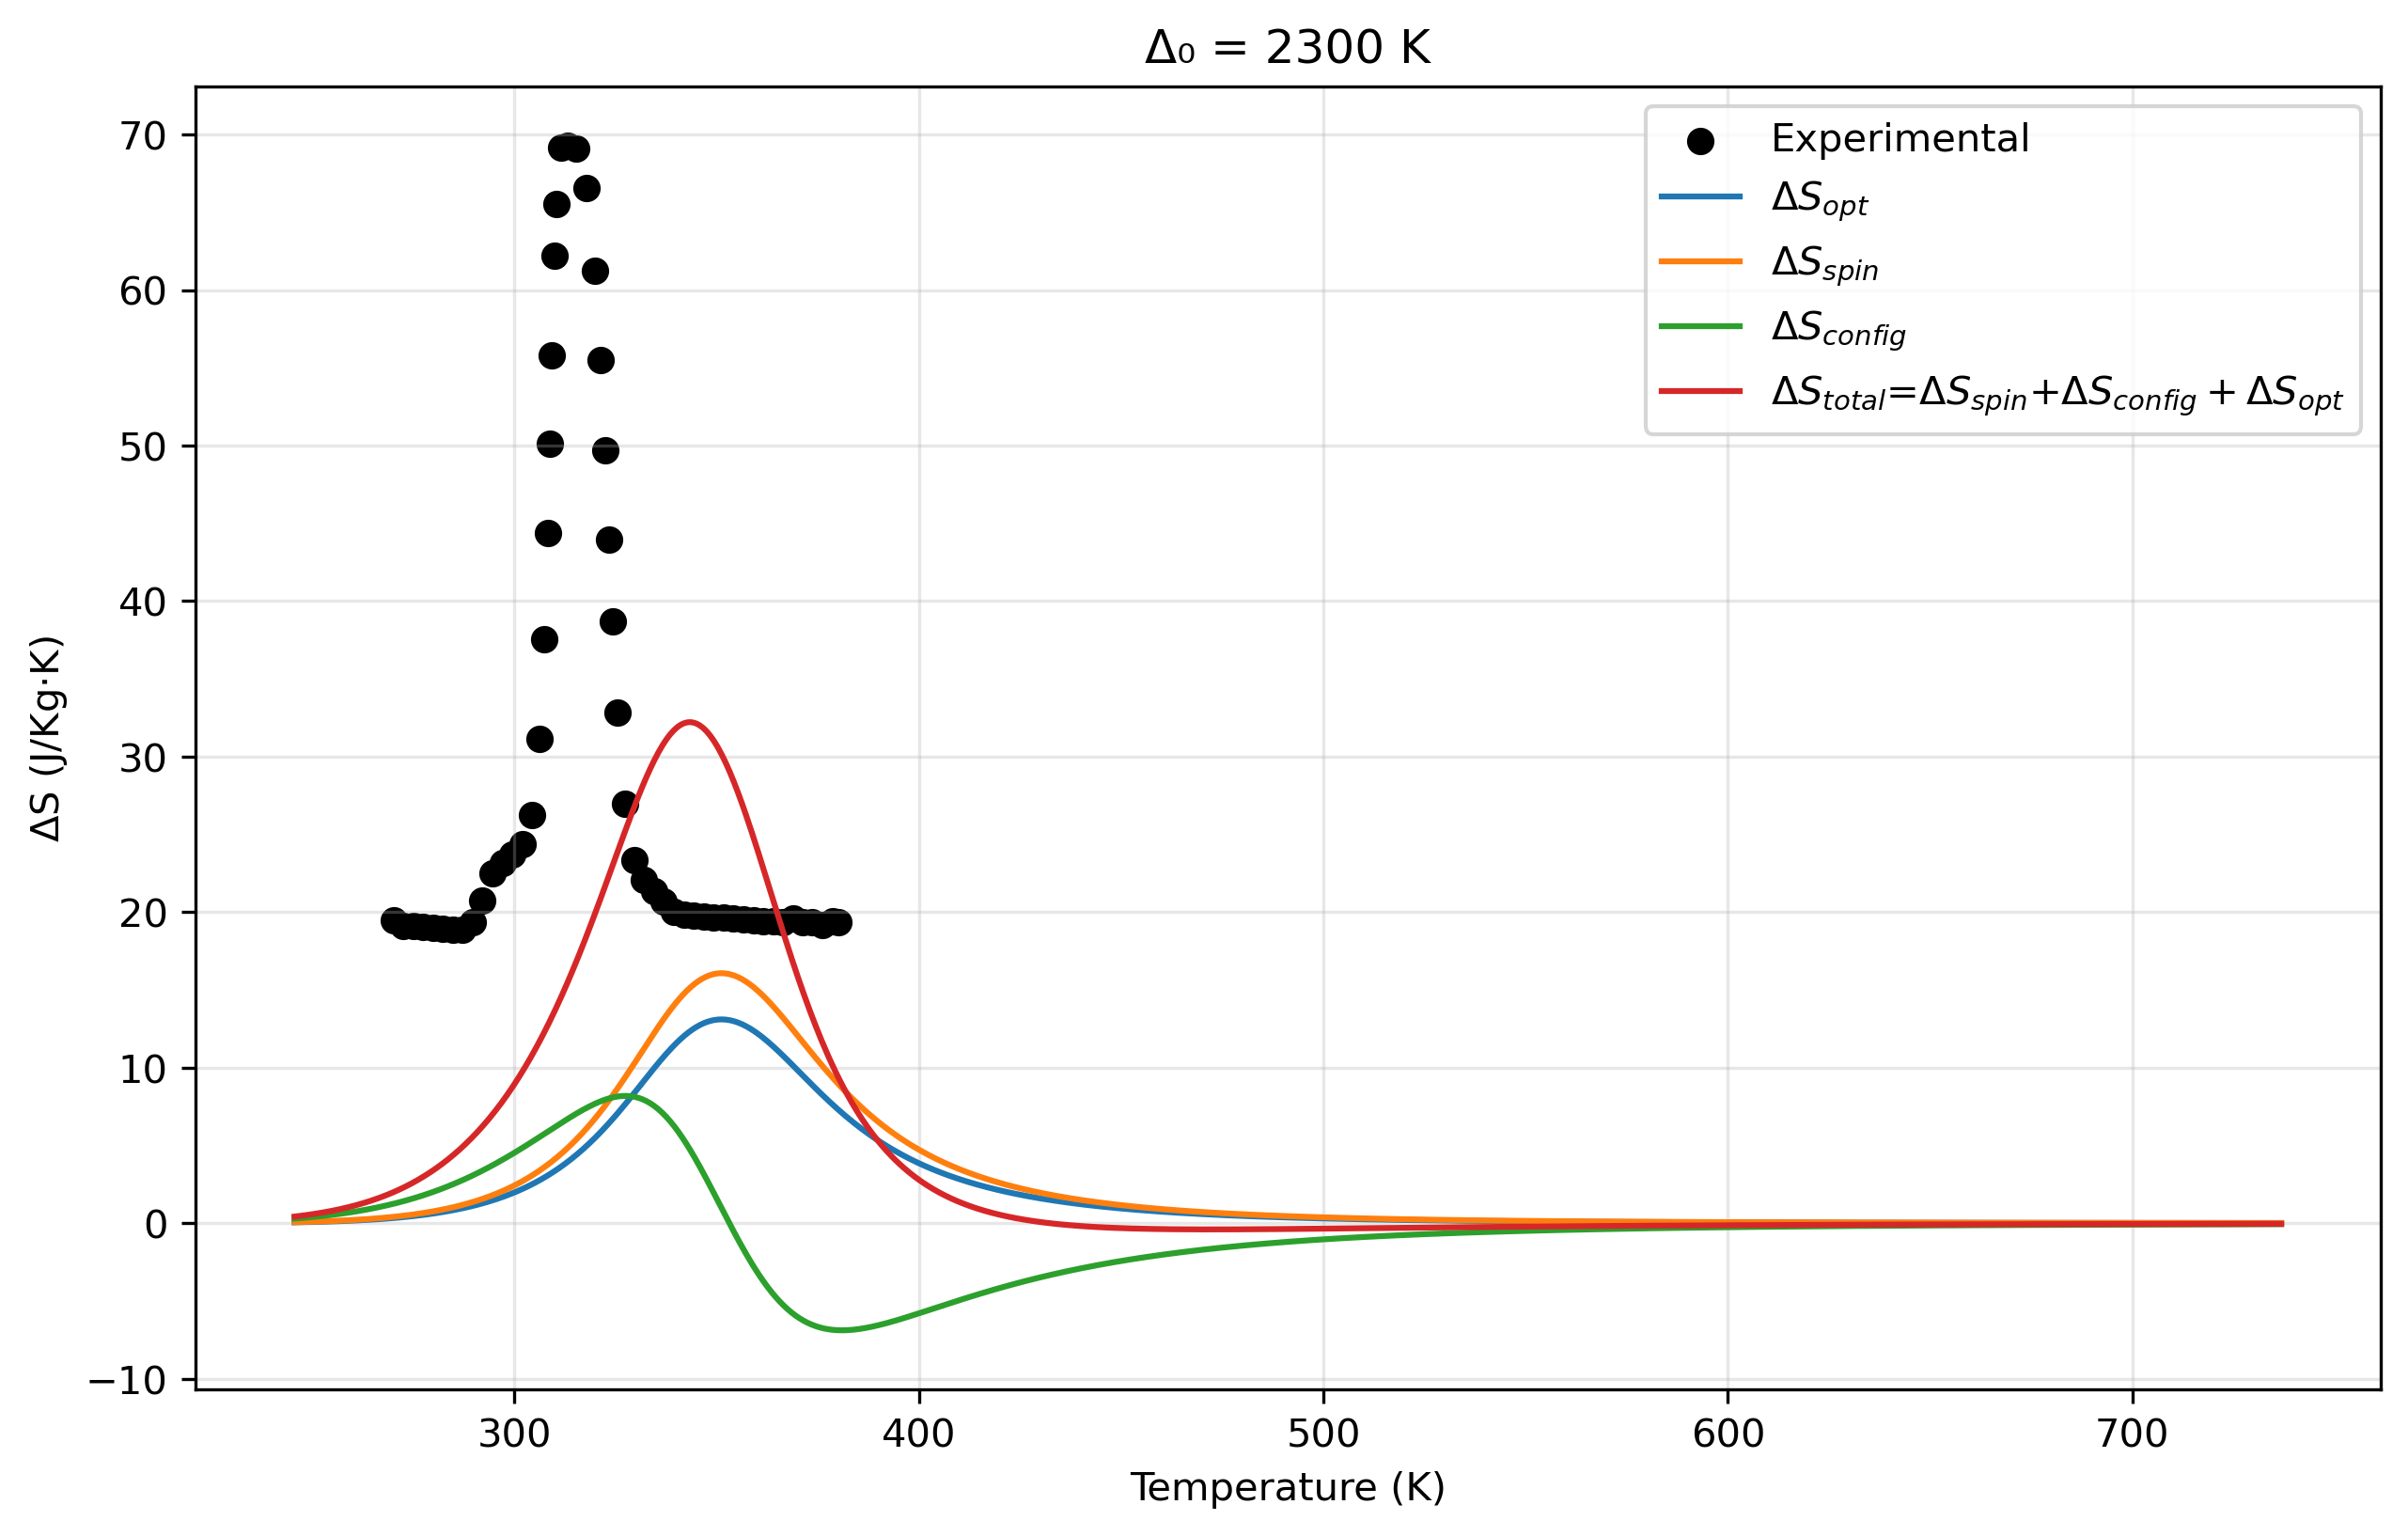 Δ₀ = 2300 K
70
60
50
40
30
20
10
0
−10
ΔS (J/Kg·K)
Experimental
ΔS_opt
ΔS_spin
ΔS_config
ΔS_total=ΔS_spin+ΔS_config + ΔS_opt
300 400 500 600 700
Temperature (K)